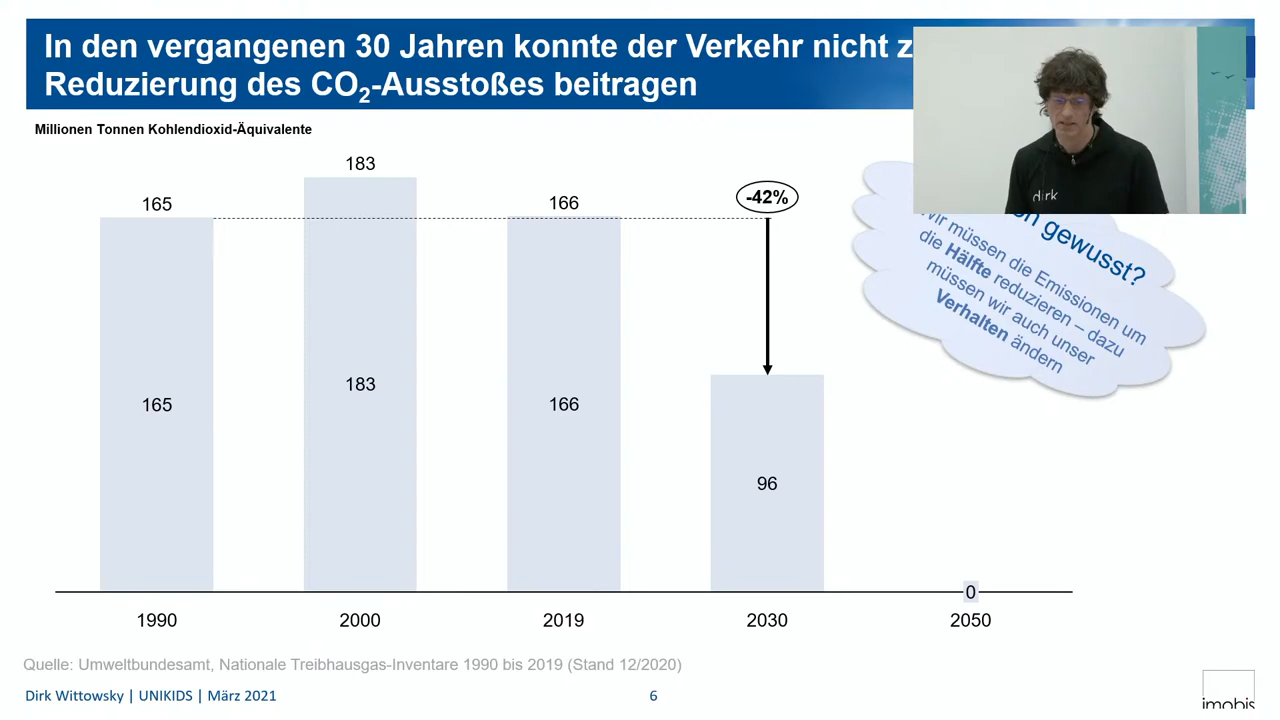 In den vergangenen 30 Jahren konnte der Verkehr nicht
Reduzierung des CO2-Ausstoßes beitragen
Millionen Tonnen Kohlendioxid-Äquivalente
165
183
166
-42%
165
183
166
96
0
1990
2000
2019
2030
2050
gewusst?
Wir müssen die Emissionen um
die Hälfte reduzieren – dazu
müssen wir auch unser
Verhalten ändern
dirk
Quelle: Umweltbundesamt, Nationale Treibhausgas-Inventare 1990 bis 2019 (Stand 12/2020)
Dirk Wittowsky | UNIKIDS | März 2021
6
imobis